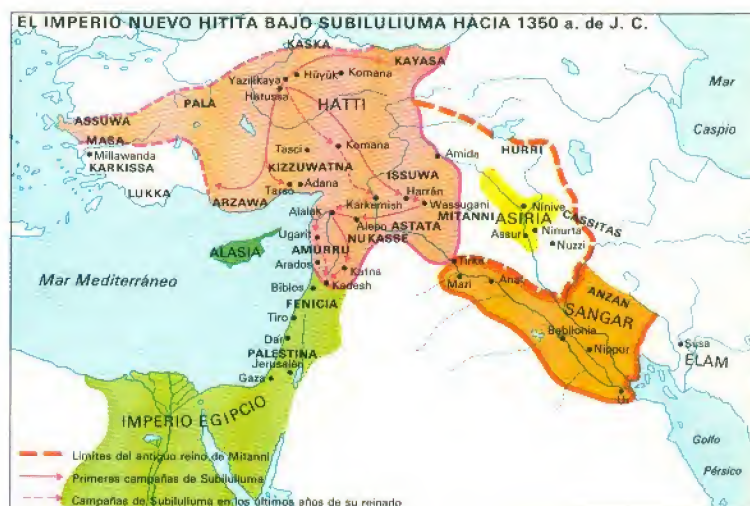 EL IMPERIO NUEVO HITITA BAJO SUBILULIUMA HACIA 1350 a. de J. C.
KASKA
KAYASA
Yazilikaya
Hüyük
Komana
Hatussa
PALA
HATTI
Mar
Caspio
ASSUWA
MASA
Millawanda
KARKISSA
LUKKA
Tasci
Komana
KIZZUWATNA
Tarso
Adana
ARZAWA
ISSUWA
Amida
HURRI
Harrán
Karkemish
Wassugani
MITANNI
ASIRIA
Ninive
CASSITAS
Assur
Ninurta
Nuzzi
Alalak
Alepo
ASTATA
NUKASSE
Ugarit
AMURRU
ALASIA
Arados
Katna
Kadesh
Mar Mediterráneo
Biblos
FENICIA
Tirka
Mari
Anat
ANZAN
SANGAR
Babilonia
Nippur
Susa
ELAM
Ur
Tiro
Dar
PALESTINA
Jerusalén
Gaza
IMPERIO EGIPCIO
Golfo
Pérsico
Límites del antiguo reino de Mitanni
Primeras campañas de Subiluliuma
Campañas de Subiluliuma en los últimos años de su reinado